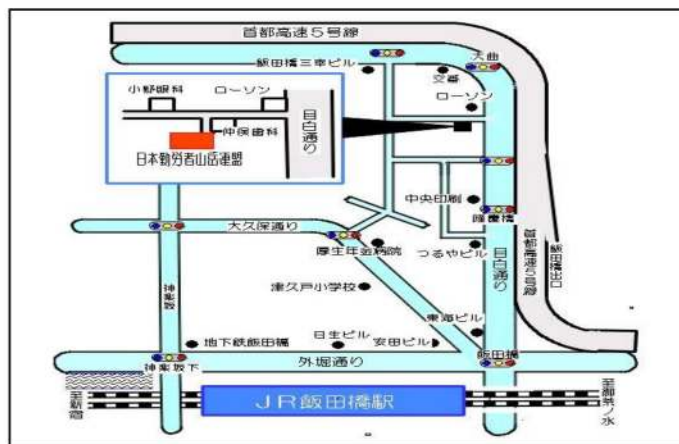 首都高速5号線
飯田橋三幸ビル
大曲
交番
ローソン
小野眼科
ローソン
目白通り
仲保歯科
日本勤労者山岳連盟
中央印刷
隆慶橋
大久保通り
厚生年金病院
つるやビル
目白通り
首都高速5号線
飯田橋出口
神楽坂
津久戸小学校
東海ビル
地下鉄飯田橋
日生ビル
安田ビル
飯田橋
神楽坂下
外堀通り
至新宿
JR飯田橋駅
至御茶ノ水